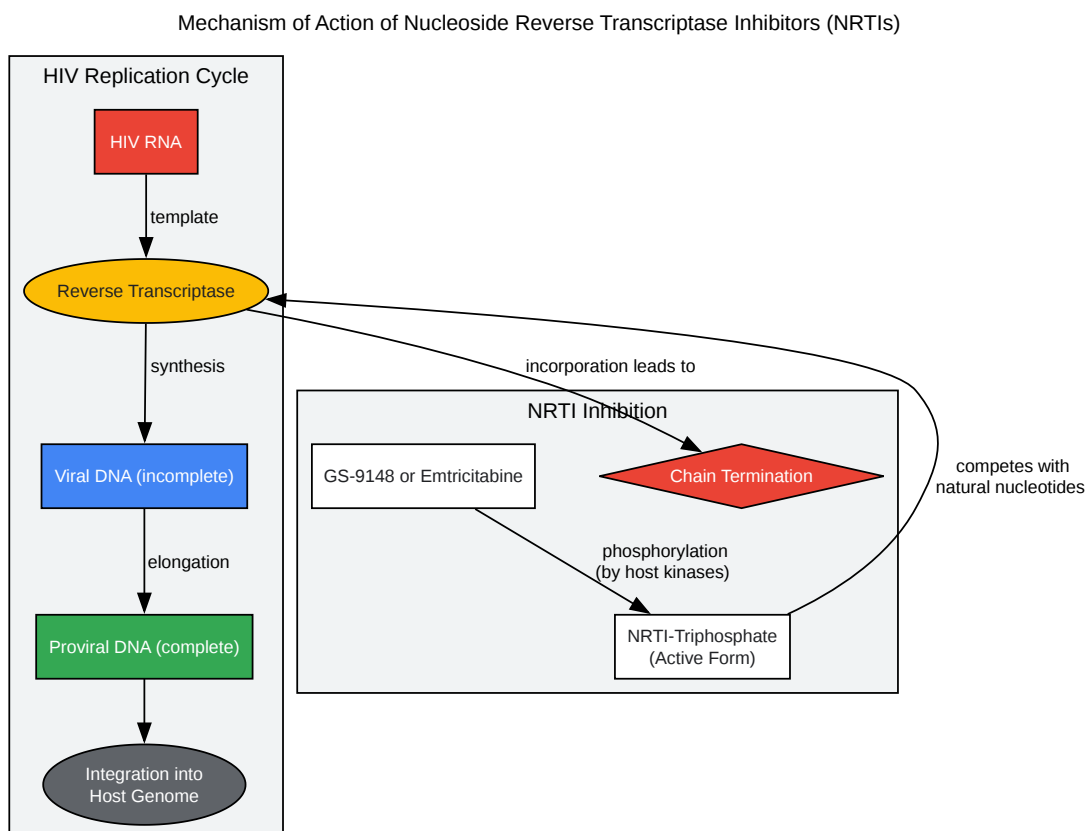 Mechanism of Action of Nucleoside Reverse Transcriptase Inhibitors (NRTIs)
HIV Replication Cycle
HIV RNA
template
Reverse Transcriptase
synthesis
incorporation leads to
NRTI Inhibition
Viral DNA (incomplete)
GS-9148 or Emtricitabine
Chain Termination
competes with
natural nucleotides
elongation
phosphorylation
(by host kinases)
Proviral DNA (complete)
NRTI-Triphosphate
(Active Form)
Integration into
Host Genome